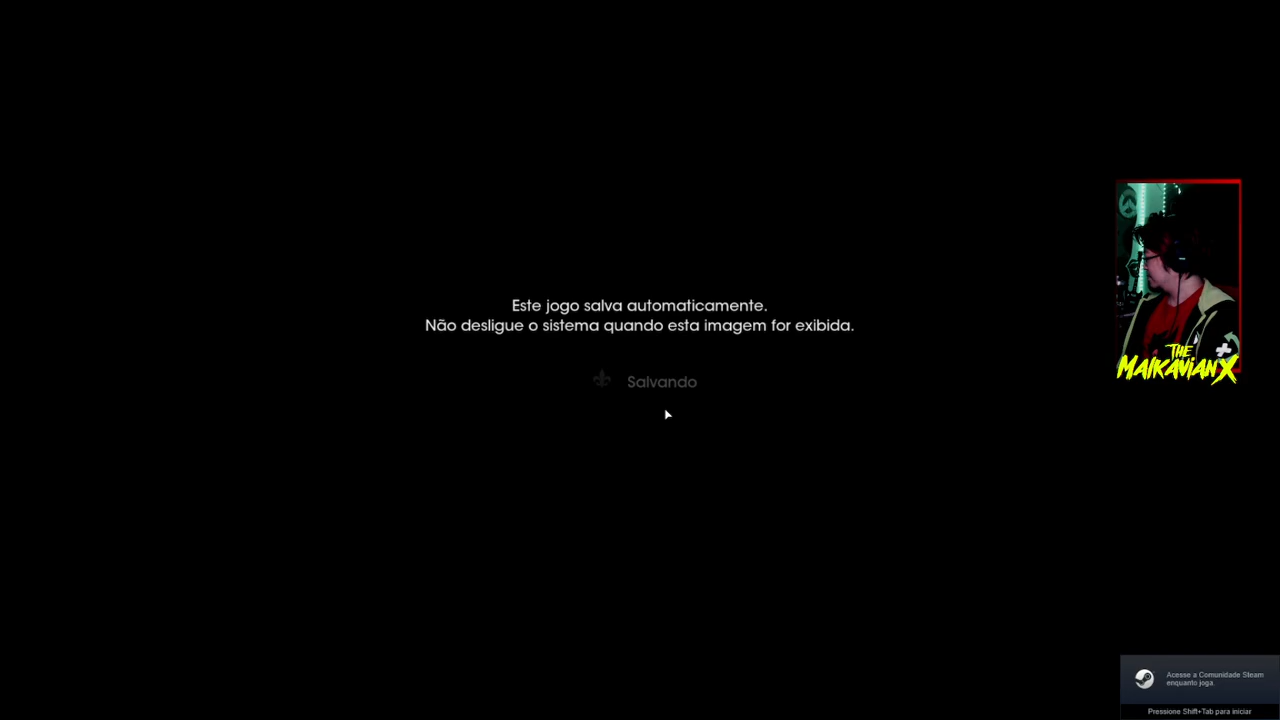 Este jogo salva automaticamente.
Não desligue o sistema quando esta imagem for exibida.
Salvando
THE
MalkavianX
Acesse a Comunidade Steam
enquanto joga.
Pressione Shift+Tab para iniciar